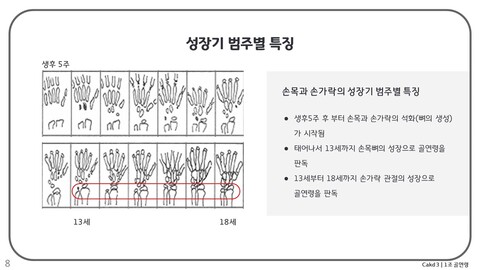 성장기 범주별 특징
생후 5주
13세
18세
손목과 손가락의 성장기 범주별 특징
● 생후5주 후 부터 손목과 손가락의 석화(뼈의 생성)
가 시작됨
● 태어나서 13세까지 손목뼈의 성장으로 골연령을
판독
● 13세부터 18세까지 손가락 관절의 성장으로
골연령을 판독
8
Cakd3 | 1조 골연령